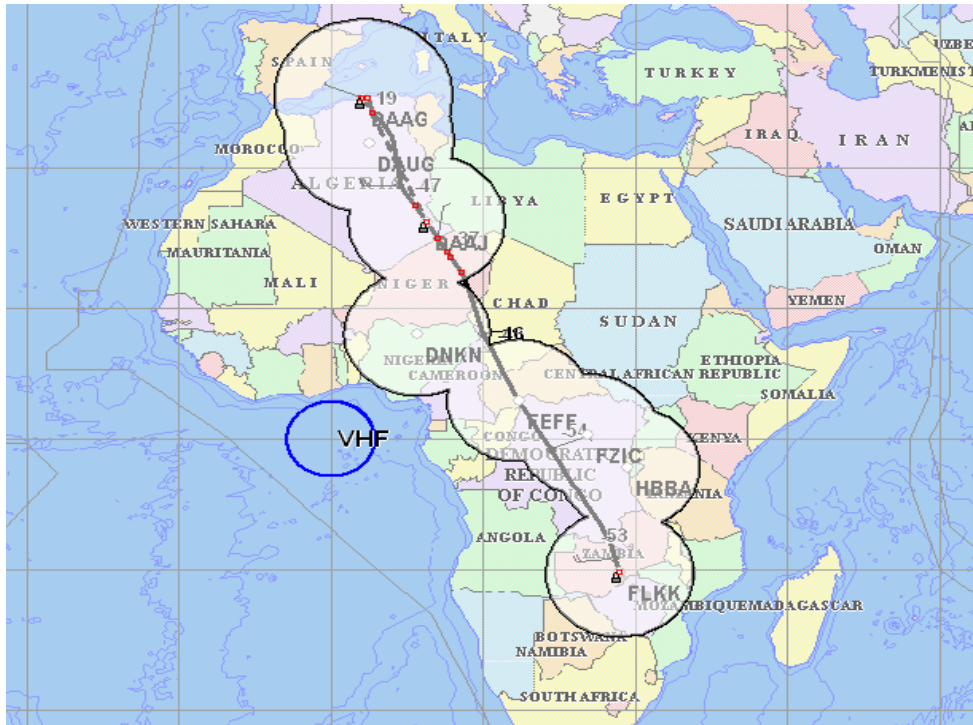 ITALY
SPAIN
TURKEY
UZBE
TURKMENIST
19
DAAG
IRAQ
IRAN
MOROCCO
DAUG
ALGERIA
47
LIBYA
EGYPT
WESTERN SAHARA
SAUDI ARABIA
MAURITANIA
37
DAAJ
OMAN
MALI
NIGER
CHAD
YEMEN
SUDAN
46
DNKN
NIGERIA
CAMEROON
ETHIOPIA
CENTRAL AFRICAN REPUBLIC
SOMALIA
FEFF
VHF
CONGO
54
KENYA
DEMOCRATIC
FZIC
REPUBLIC
OF CONGO
HBBA
TANZANIA
ANGOLA
53
ZAMBIA
FLKK
MOZAMBIQUE
MADAGASCAR
BOTSWANA
NAMIBIA
SOUTH AFRICA